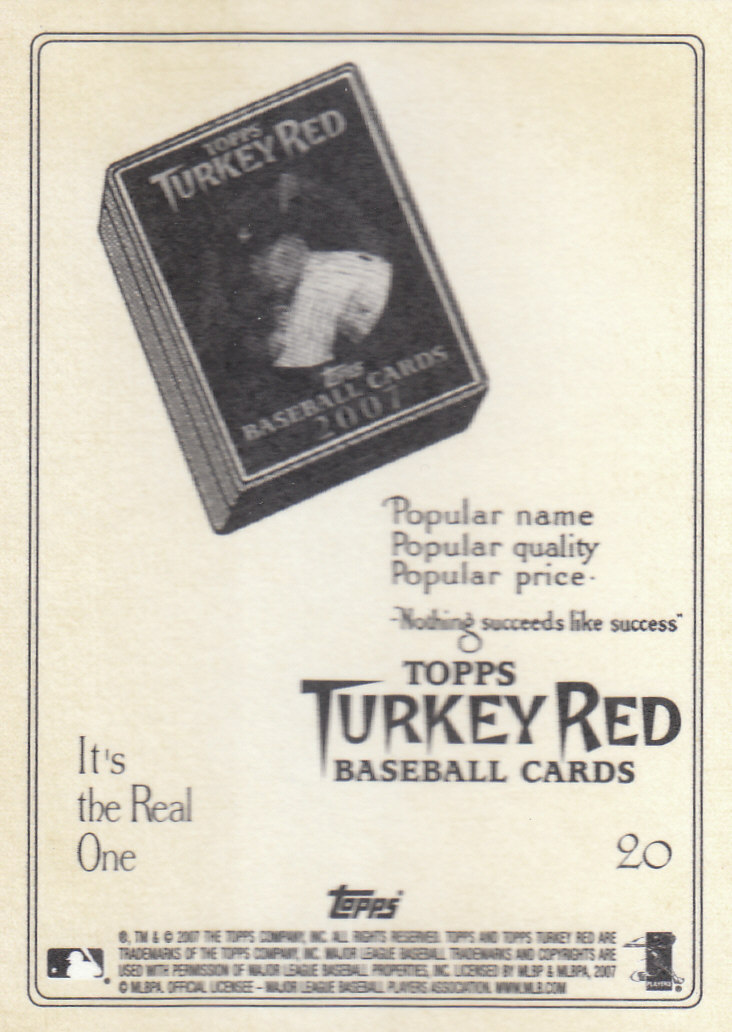 TOPPS
TURKEY RED
Topps
BASEBALL CARDS
2007
Popular name
Popular quality
Popular price.
"Nothing succeeds like success"
TOPPS
TURKEY RED
BASEBALL CARDS
It's
the Real
One
20
Topps
®, TM & © 2007 THE TOPPS COMPANY, INC. ALL RIGHTS RESERVED. TOPPS AND TOPPS TURKEY RED ARE
TRADEMARKS OF THE TOPPS COMPANY, INC. MAJOR LEAGUE BASEBALL TRADEMARKS AND COPYRIGHTS ARE
USED WITH PERMISSION OF MAJOR LEAGUE BASEBALL PROPERTIES, INC. LICENSED BY MLBP & MLBPA, 2007
© MLBPA. OFFICIAL LICENSEE – MAJOR LEAGUE BASEBALL PLAYERS ASSOCIATION. WWW.MLB.COM
PLAYERS